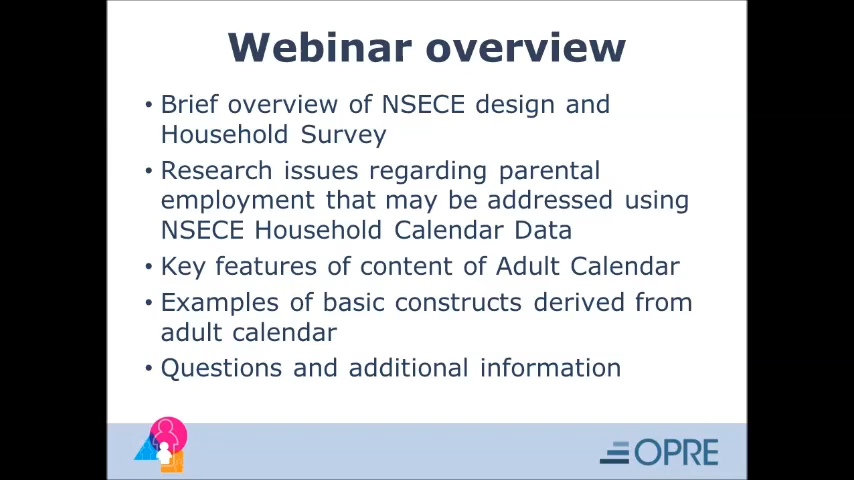 Webinar overview
• Brief overview of NSECE design and
Household Survey
• Research issues regarding parental
employment that may be addressed using
NSECE Household Calendar Data
• Key features of content of Adult Calendar
• Examples of basic constructs derived from
adult calendar
• Questions and additional information
OPRE